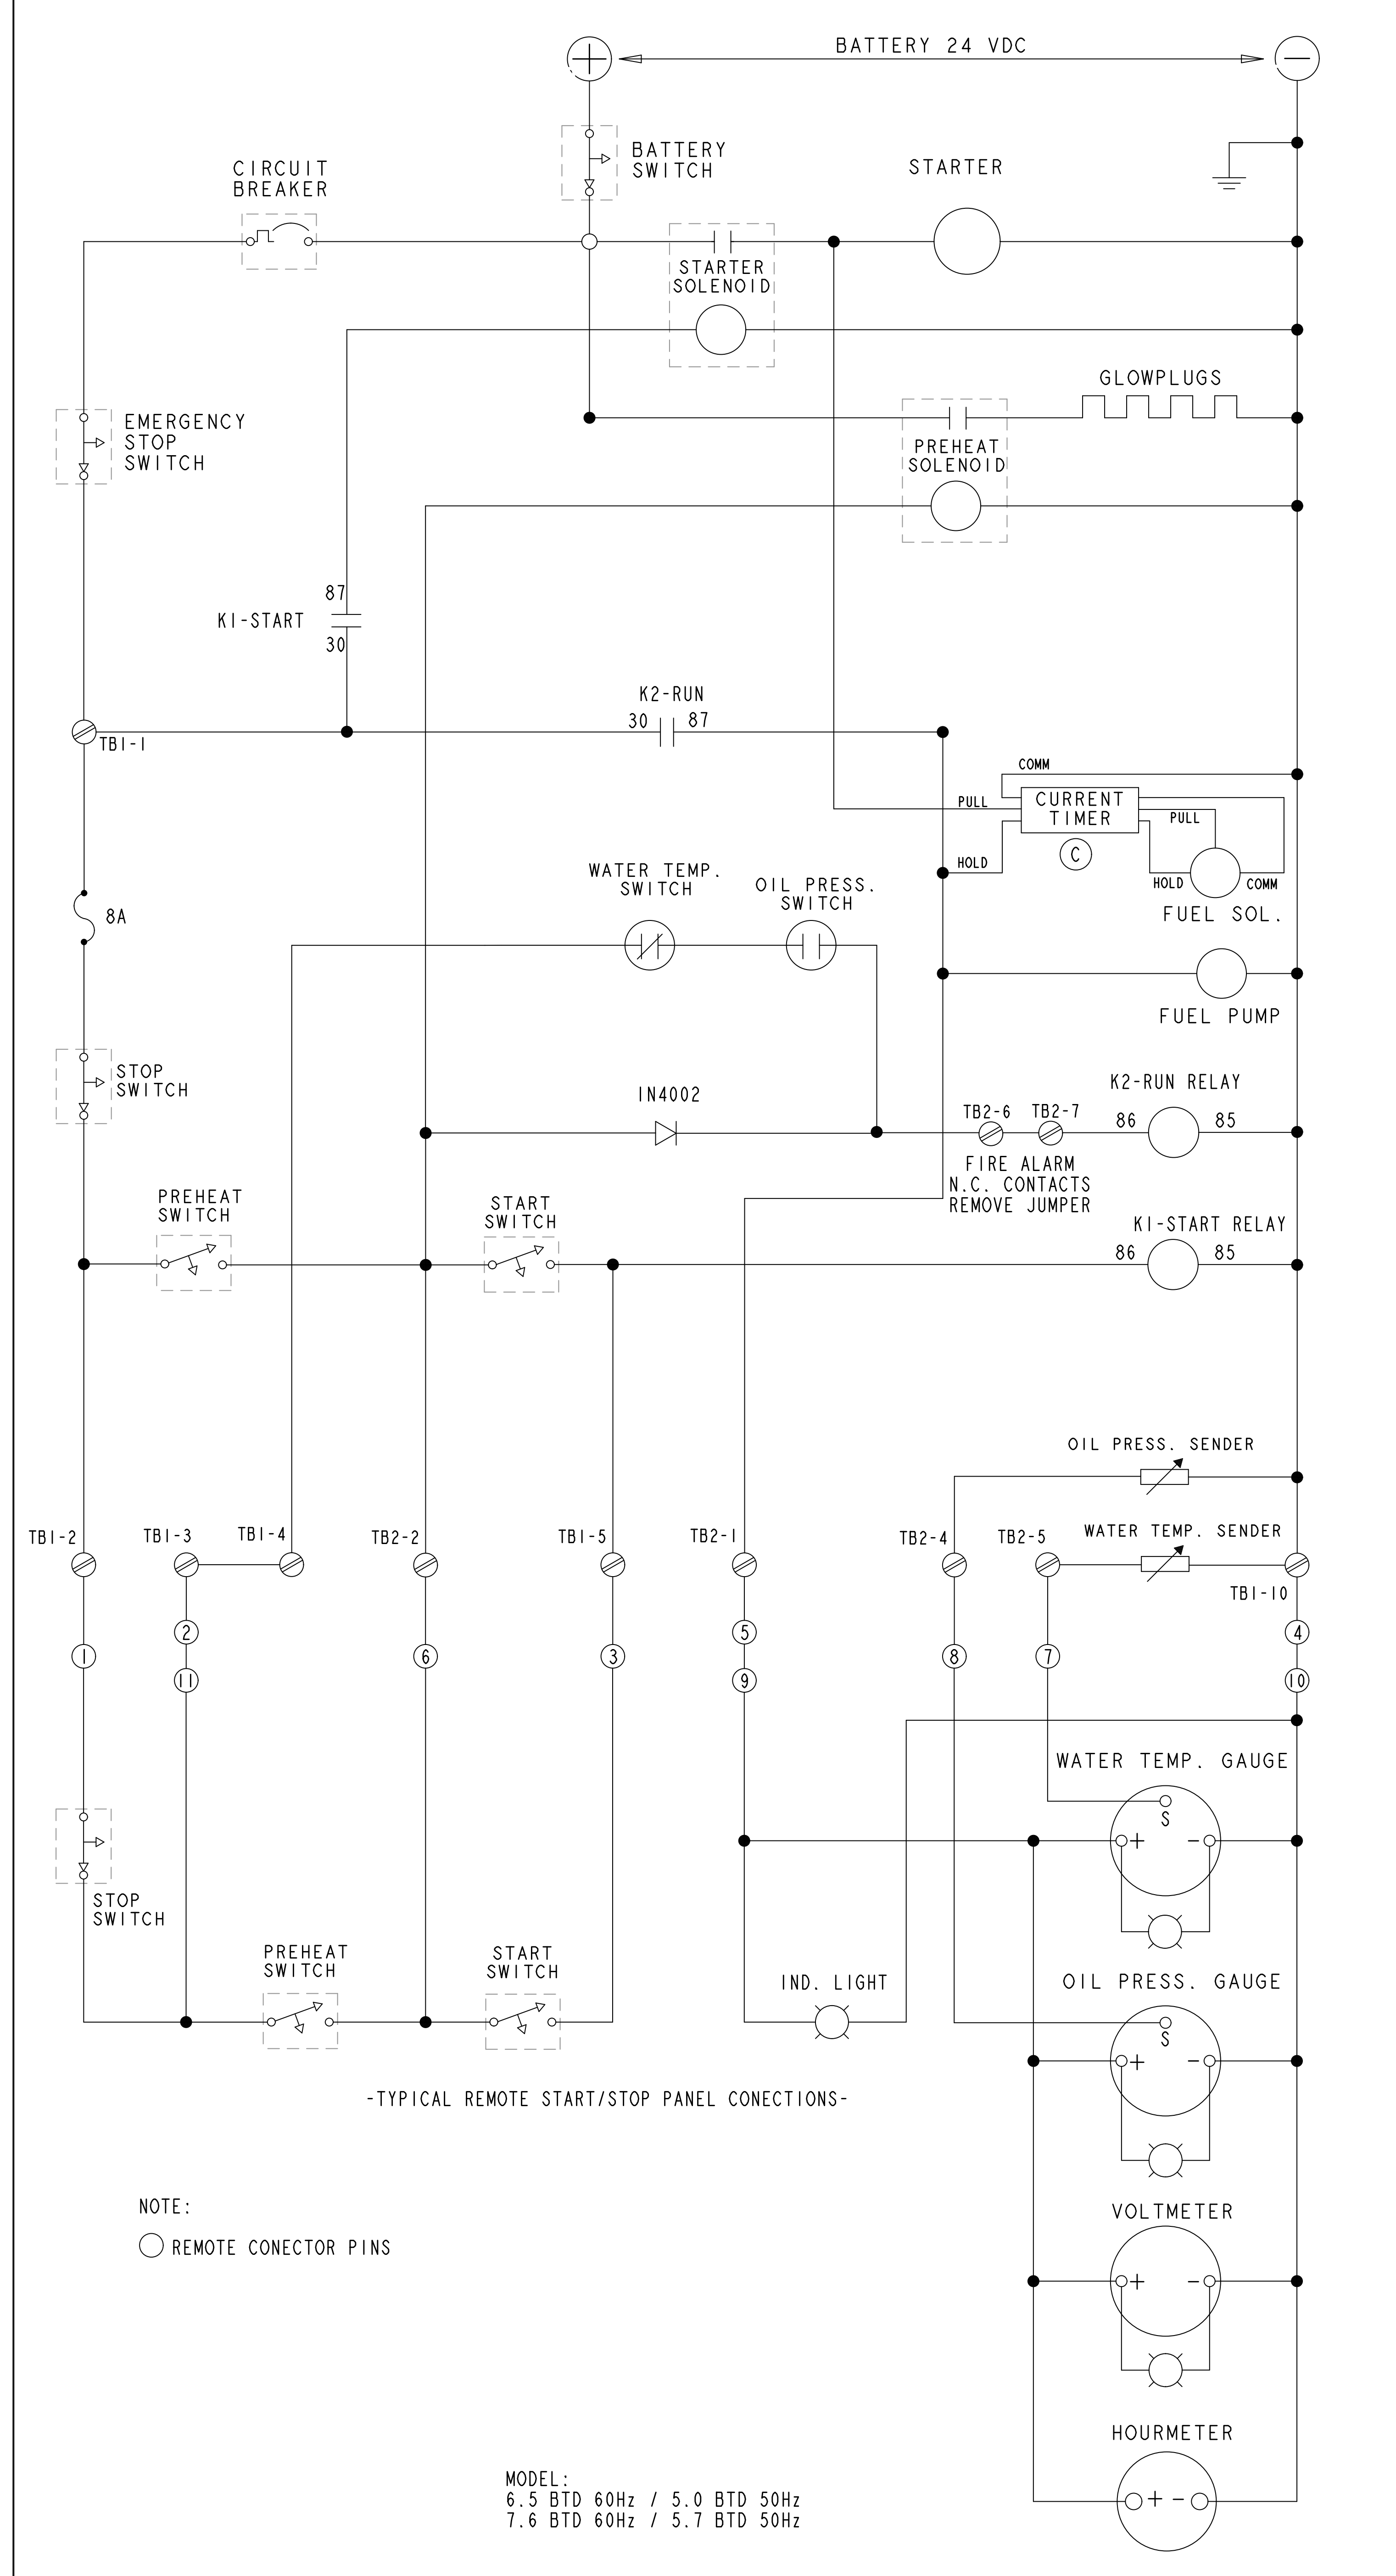 BATTERY 24 VDC
BATTERY
SWITCH
STARTER
CIRCUIT
BREAKER
STARTER
SOLENOID
GLOWPLUGS
EMERGENCY
STOP
SWITCH
PREHEAT
SOLENOID
87
K1-START
30
K2-RUN
30
87
TB1-1
COMM
CURRENT
TIMER
PULL
PULL
C
HOLD
HOLD
COMM
FUEL SOL.
WATER TEMP.
SWITCH
OIL PRESS.
SWITCH
8A
FUEL PUMP
STOP
SWITCH
K2-RUN RELAY
1N4002
TB2-6
TB2-7
86
85
FIRE ALARM
N.C. CONTACTS
REMOVE JUMPER
PREHEAT
SWITCH
START
SWITCH
K1-START RELAY
86
85
OIL PRESS. SENDER
TB1-2
TB1-3
TB1-4
TB2-2
TB1-5
TB2-1
TB2-4
TB2-5
WATER TEMP. SENDER
TB1-10
2
5
4
1
6
3
8
7
11
9
10
WATER TEMP. GAUGE
S
+ -
STOP
SWITCH
PREHEAT
SWITCH
START
SWITCH
IND. LIGHT
OIL PRESS. GAUGE
S
+ -
-TYPICAL REMOTE START/STOP PANEL CONECTIONS-
NOTE:
REMOTE CONECTOR PINS
VOLTMETER
+ -
HOURMETER
+ -
MODEL:
6.5 BTD 60Hz / 5.0 BTD 50Hz
7.6 BTD 60Hz / 5.7 BTD 50Hz